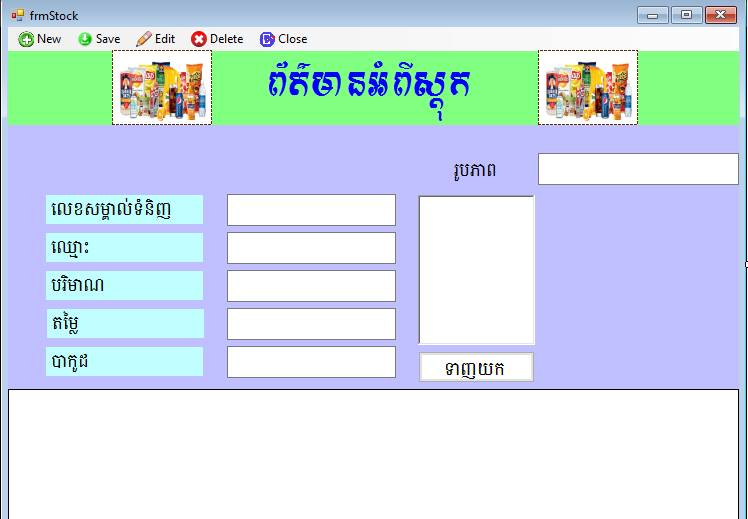 frmStock
New Save Edit Delete Close
ព័ត៌មានអំពីស្តុក
រូបភាព
លេខសម្គាល់ទំនិញ
ឈ្មោះ
បរិមាណ
តម្លៃ
បាកូដ
ទាញយក